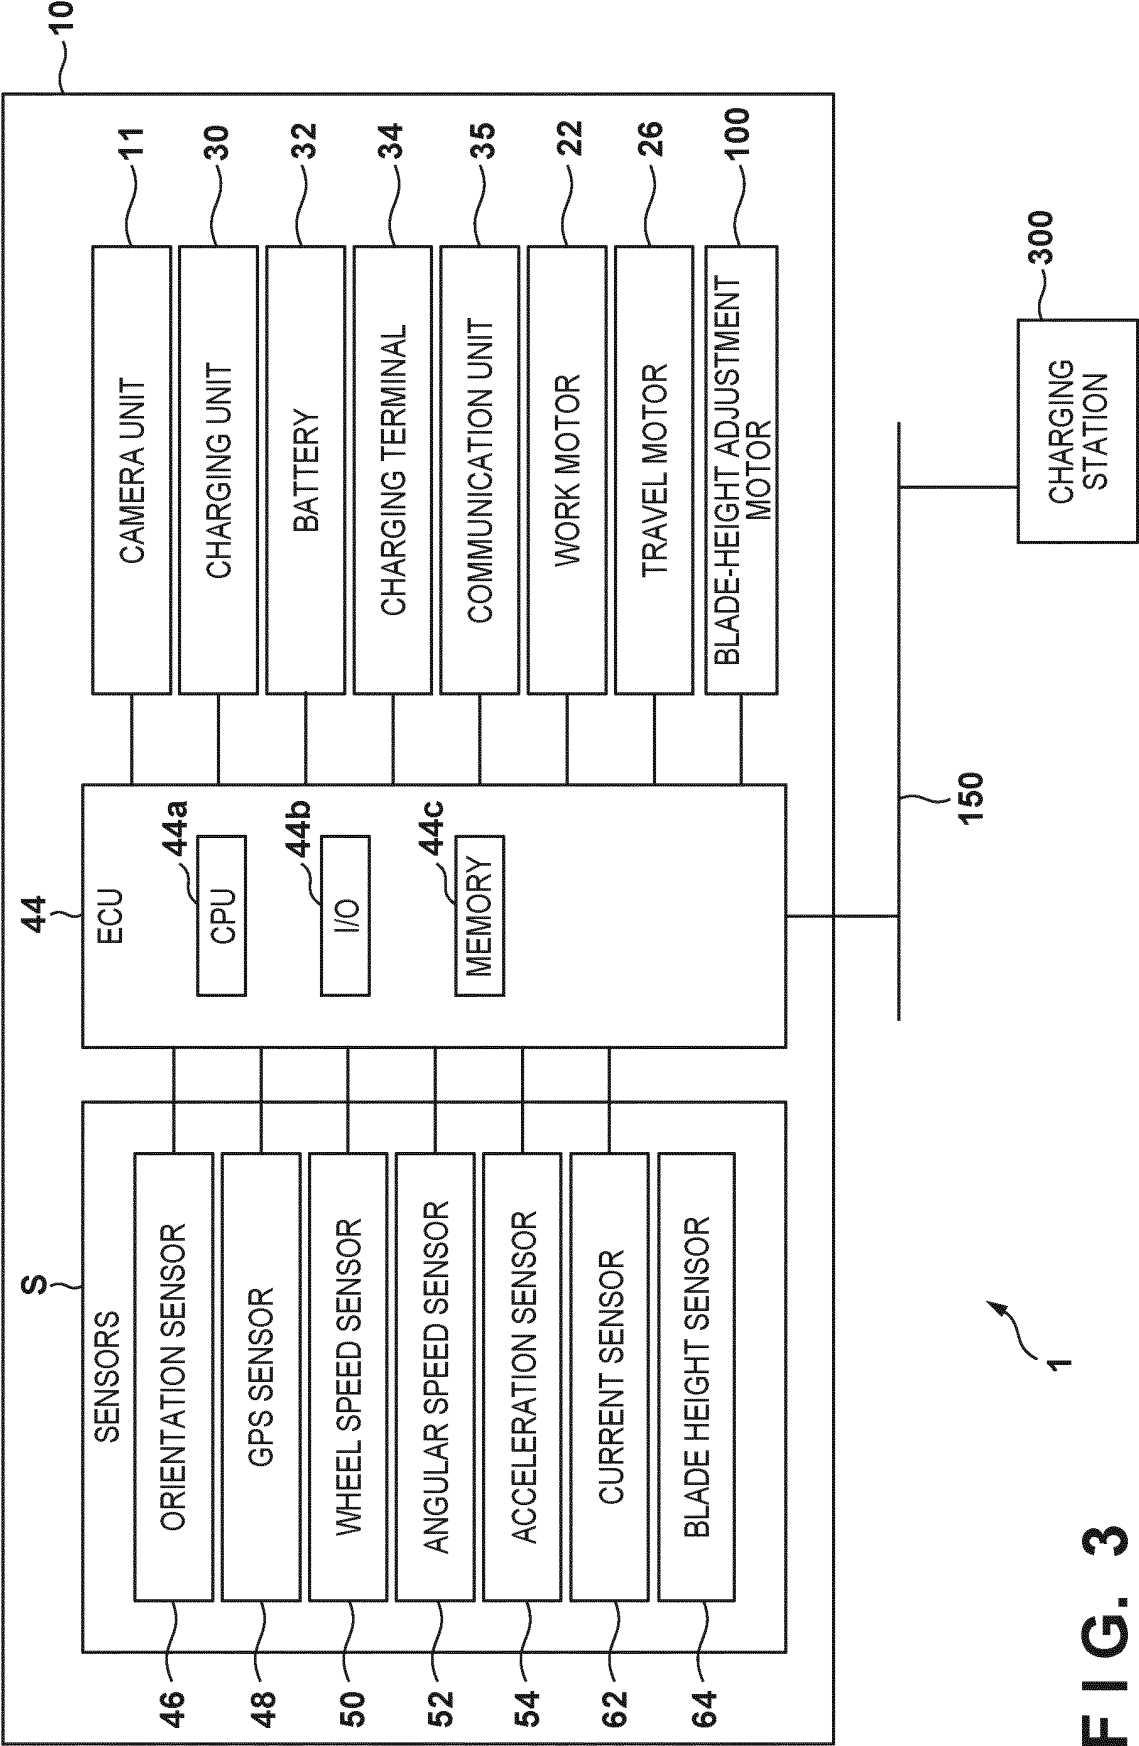 10
S
SENSORS
46
ORIENTATION SENSOR
48
GPS SENSOR
50
WHEEL SPEED SENSOR
52
ANGULAR SPEED SENSOR
54
ACCELERATION SENSOR
62
CURRENT SENSOR
64
BLADE HEIGHT SENSOR
44
ECU
44a
CPU
44b
I/O
44c
MEMORY
CAMERA UNIT
11
CHARGING UNIT
30
BATTERY
32
CHARGING TERMINAL
34
COMMUNICATION UNIT
35
WORK MOTOR
22
TRAVEL MOTOR
26
BLADE-HEIGHT ADJUSTMENT
MOTOR
100
150
CHARGING
STATION
300
1
FIG. 3